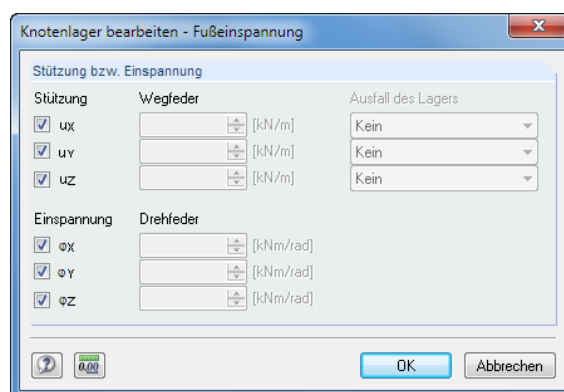 Knotenlager bearbeiten - Fußeinspannung
Stützung bzw. Einspannung
Stützung Wegfeder Ausfall des Lagers
uX [kN/m] Kein
uY [kN/m] Kein
uZ [kN/m] Kein
Einspannung Drehfeder
φX [kNm/rad]
φY [kNm/rad]
φZ [kNm/rad]
0.00 OK Abbrechen